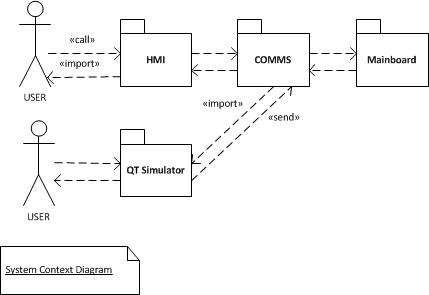 «call»
HMI
COMMS
Mainboard
«import»
USER
«import»
«send»
QT Simulator
USER
System Context Diagram